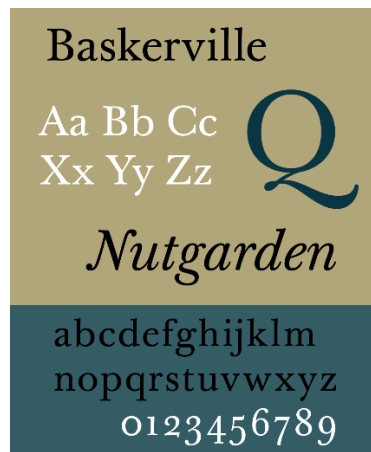 Baskerville
Aa Bb Cc
Xx Yy Zz
Q
Nutgarden
abcdefghijklm
nopqrstuvwxyz
0123456789